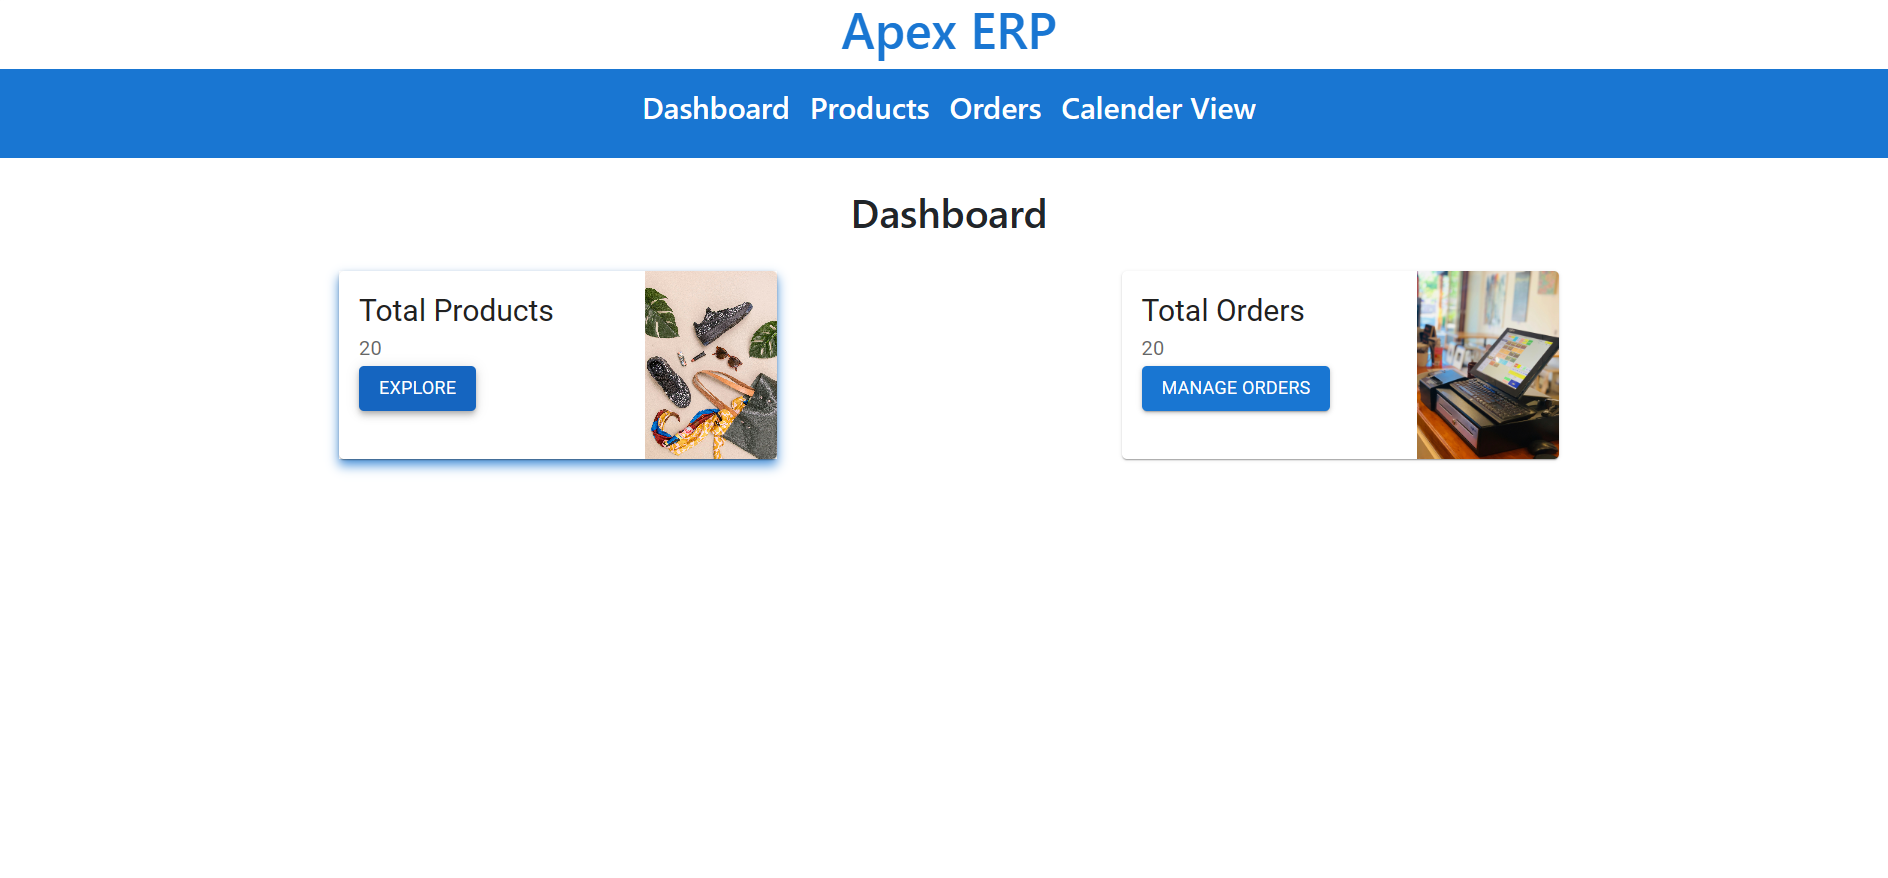 Apex ERP
Dashboard Products Orders Calender View
Dashboard
Total Products
20
EXPLORE
Total Orders
20
MANAGE ORDERS